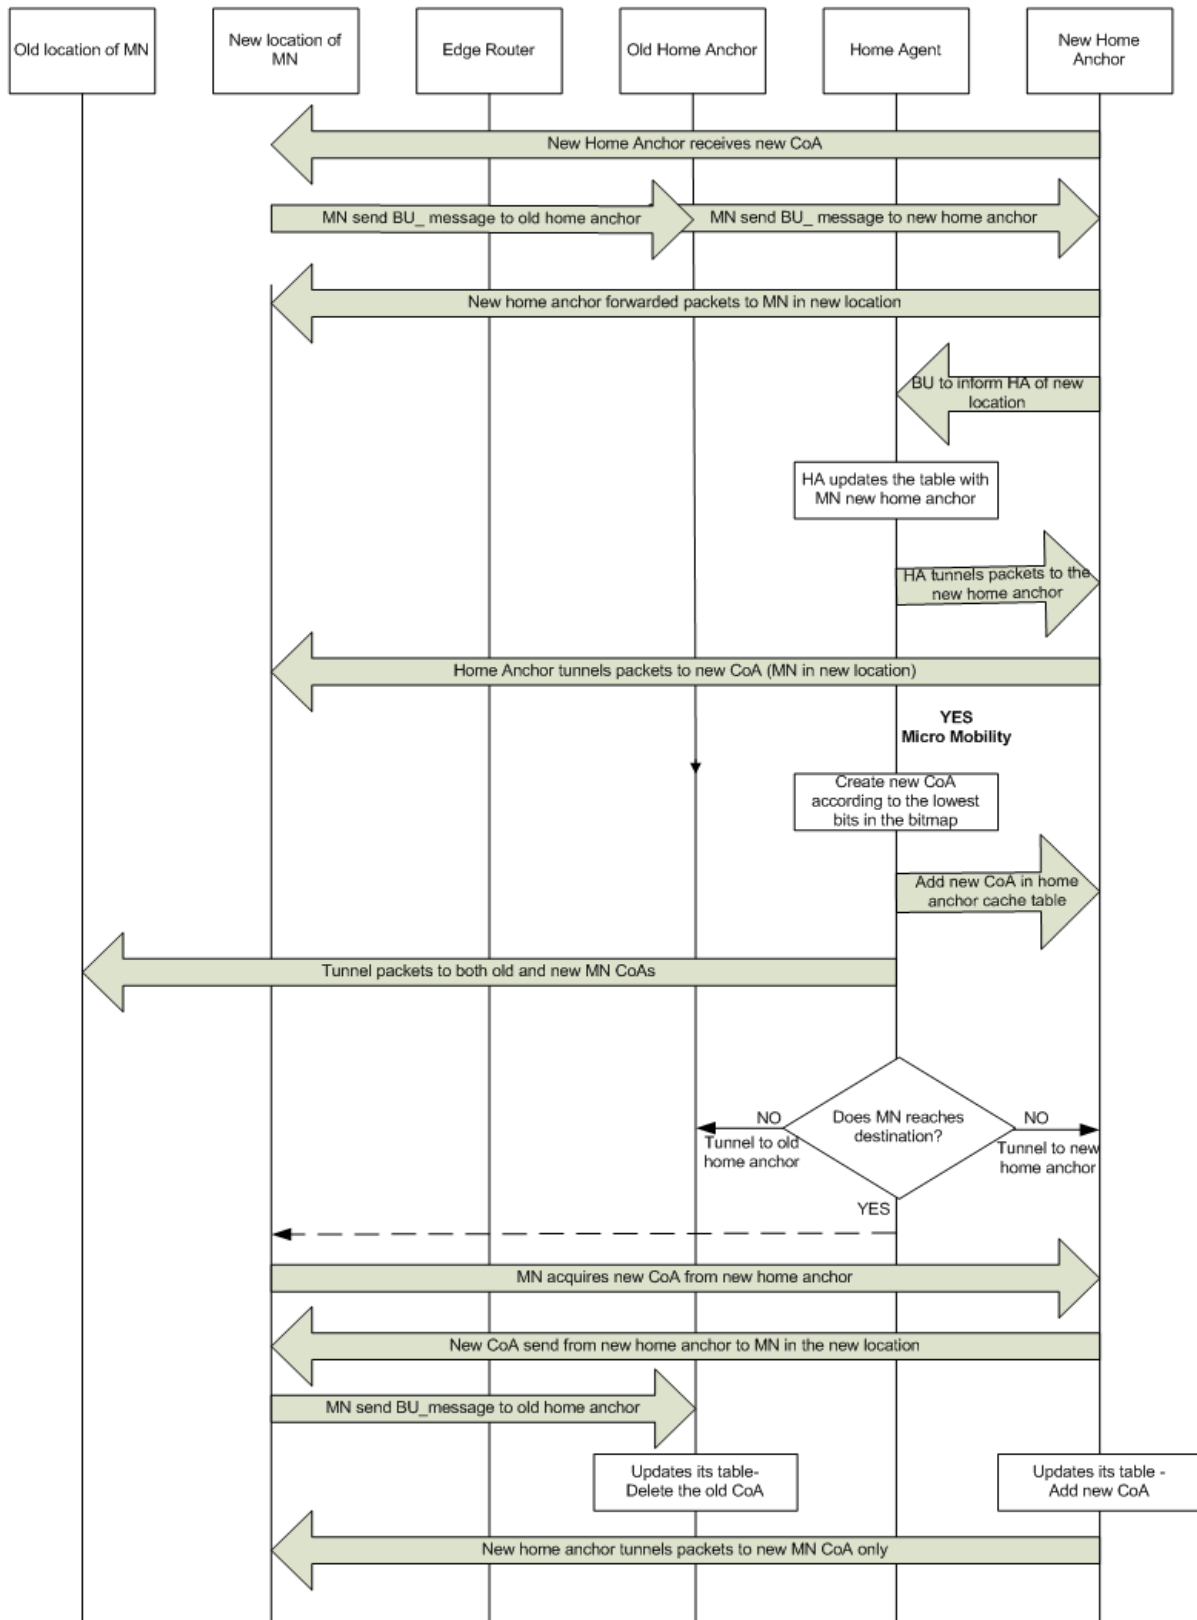 Old location of MN
New location of
MN
Edge Router
Old Home Anchor
Home Agent
New Home
Anchor
New Home Anchor receives new CoA
MN send BU_ message to old home anchor
MN send BU_ message to new home anchor
New home anchor forwarded packets to MN in new location
BU to inform HA of new
location
HA updates the table with
MN new home anchor
HA tunnels packets to the
new home anchor
Home Anchor tunnels packets to new CoA (MN in new location)
YES
Micro Mobility
Create new CoA
according to the lowest
bits in the bitmap
Add new CoA in home
anchor cache table
Tunnel packets to both old and new MN CoAs
Does MN reaches
destination?
NO
Tunnel to old
home anchor
NO
Tunnel to new
home anchor
YES
MN acquires new CoA from new home anchor
New CoA send from new home anchor to MN in the new location
MN send BU_message to old home anchor
Updates its table-
Delete the old CoA
Updates its table -
Add new CoA
New home anchor tunnels packets to new MN CoA only